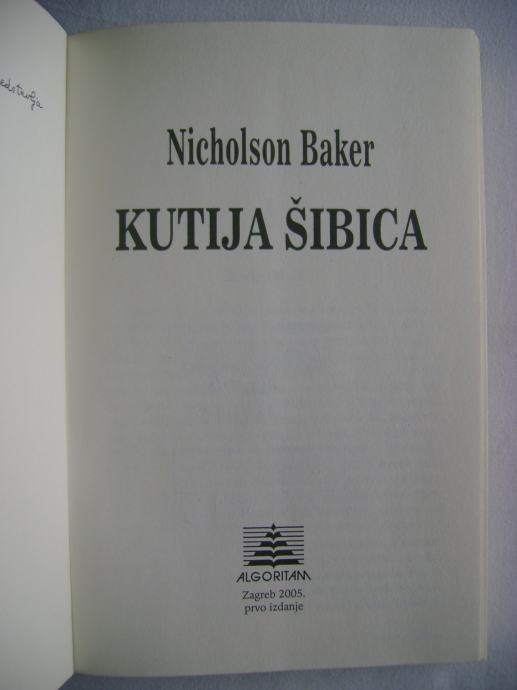 Nicholson Baker
KUTIJA ŠIBICA
ALGORITAM
Zagreb 2005.
prvo izdanje